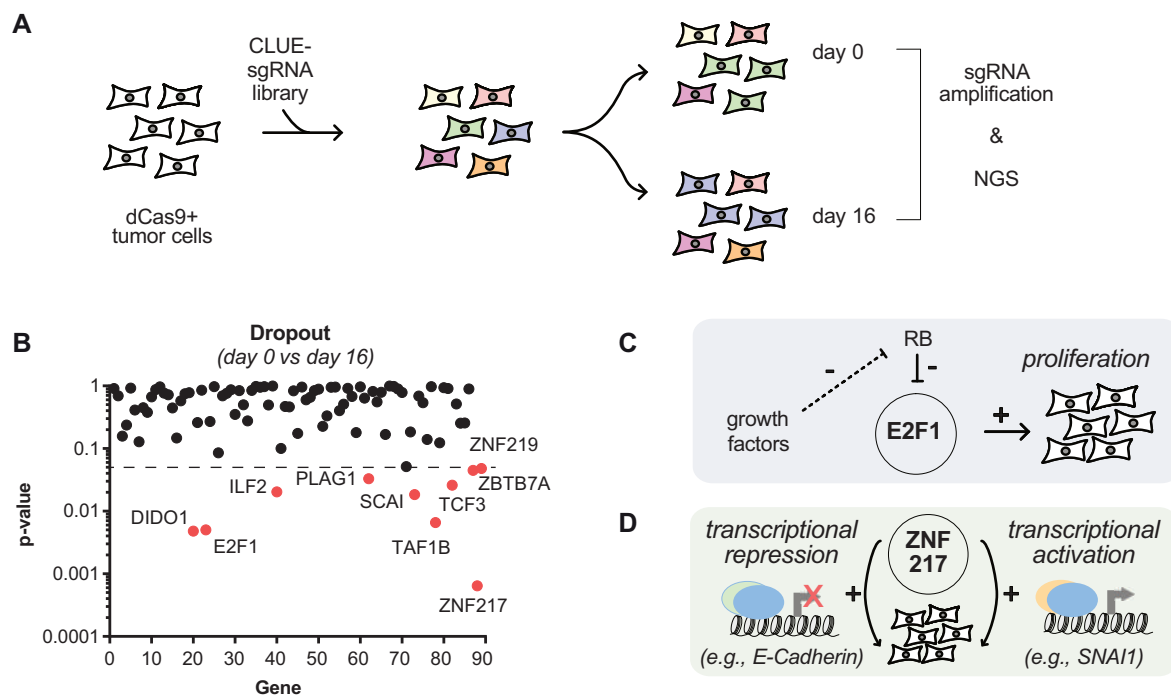 A
dCas9+
tumor cells
CLUE-
sgRNA
library
day 0
day 16
sgRNA
amplification
&
NGS
B
Dropout
(day 0 vs day 16)
p-value
1
0.1
0.01
0.001
0.0001
DIDO1
E2F1
ILF2
PLAG1
SCAI
TAF1B
TCF3
ZNF219
ZBTB7A
ZNF217
0 10 20 30 40 50 60 70 80 90
Gene
C
RB
-
-
growth
factors
E2F1
+
proliferation
D
transcriptional
repression
X
(e.g., E-Cadherin)
+
ZNF
217
+
transcriptional
activation
(e.g., SNAI1)